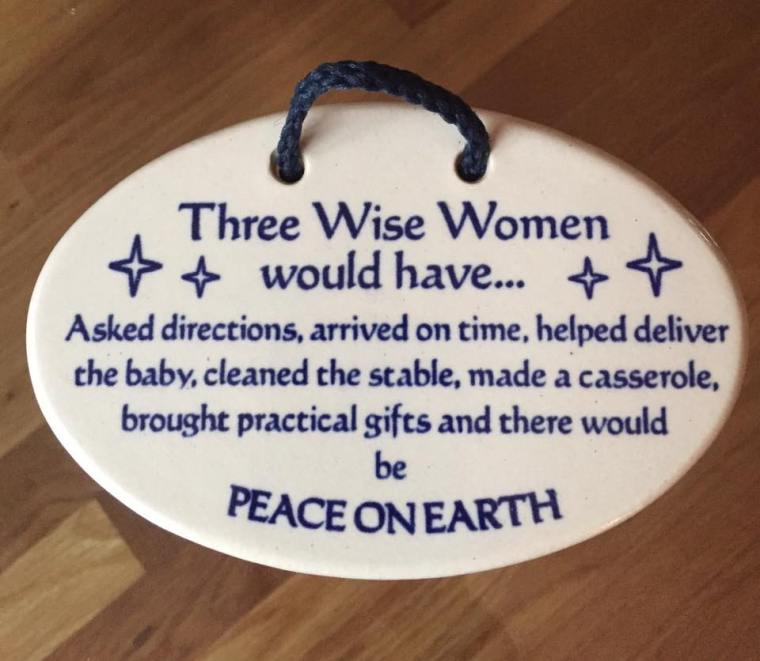 Three Wise Women
would have...
Asked directions, arrived on time, helped deliver
the baby, cleaned the stable, made a casserole,
brought practical gifts and there would
be
PEACE ON EARTH